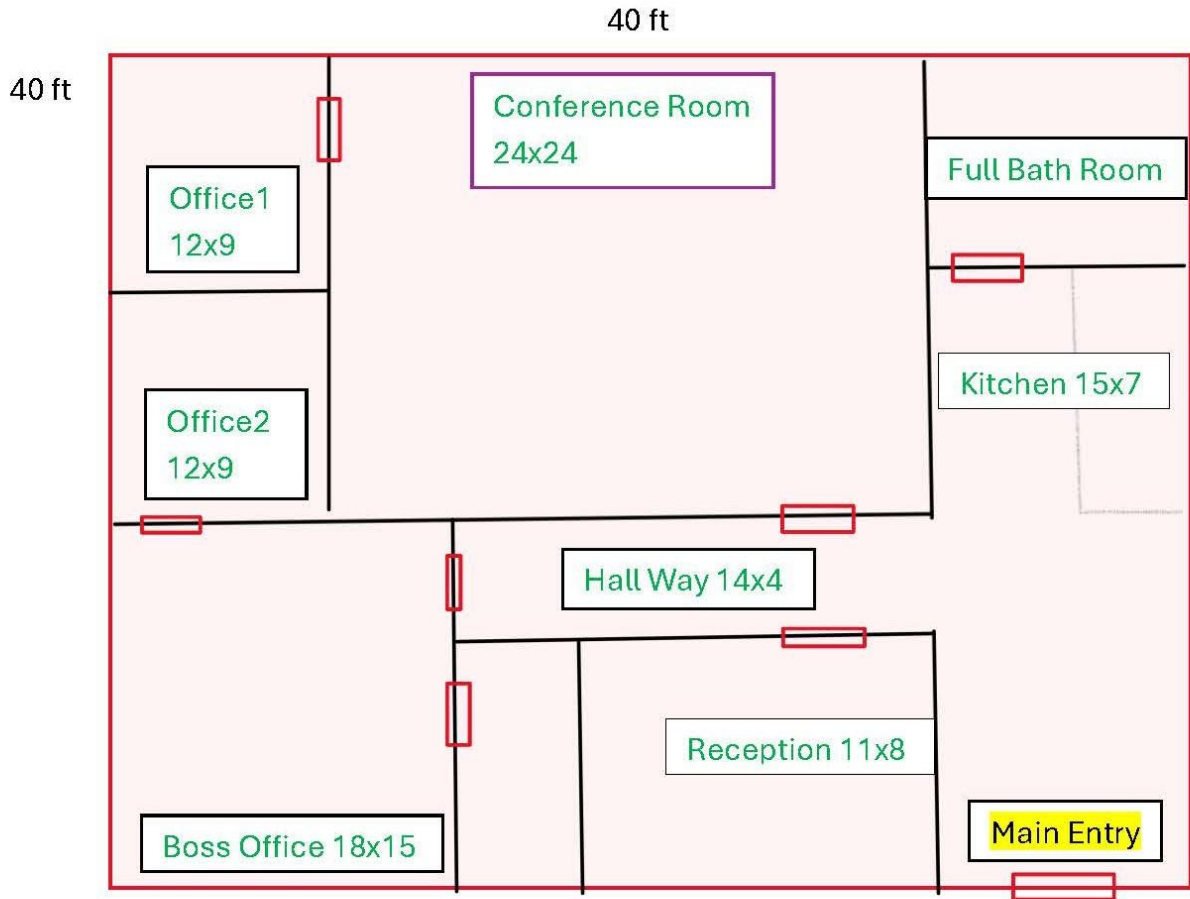 40 ft
40 ft
Conference Room
24x24
Full Bath Room
Office1
12x9
Kitchen 15x7
Office2
12x9
Hall Way 14x4
Reception 11x8
Main Entry
Boss Office 18x15